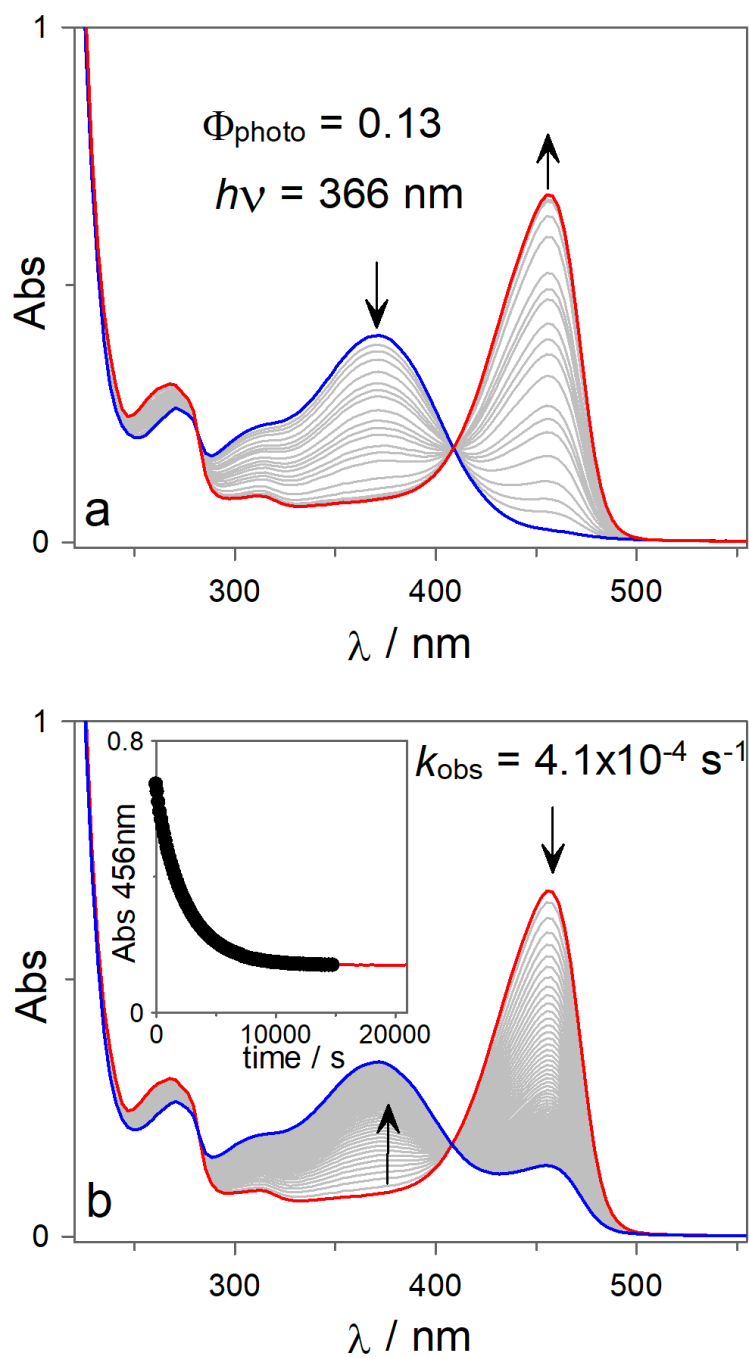 1
Φphoto = 0.13
hν = 366 nm
Abs
a
0
300 400 500
λ / nm
1
0.8
kobs = 4.1x10-4 s-1
Abs 456nm
0
0 10000 20000
time / s
Abs
b
0
300 400 500
λ / nm